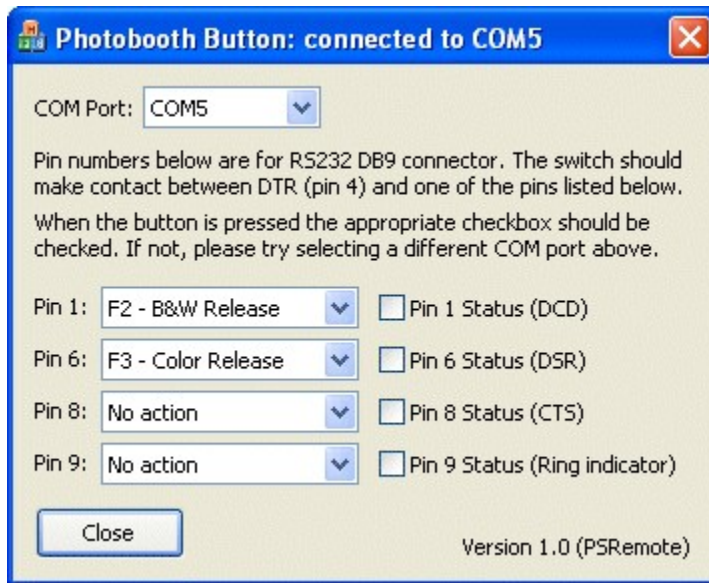 Photobooth Button: connected to COM5
COM Port: COM5
Pin numbers below are for RS232 DB9 connector. The switch should
make contact between DTR (pin 4) and one of the pins listed below.
When the button is pressed the appropriate checkbox should be
checked. If not, please try selecting a different COM port above.
Pin 1: F2 - B&W Release Pin 1 Status (DCD)
Pin 6: F3 - Color Release Pin 6 Status (DSR)
Pin 8: No action Pin 8 Status (CTS)
Pin 9: No action Pin 9 Status (Ring indicator)
Close
Version 1.0 (PSRemote)